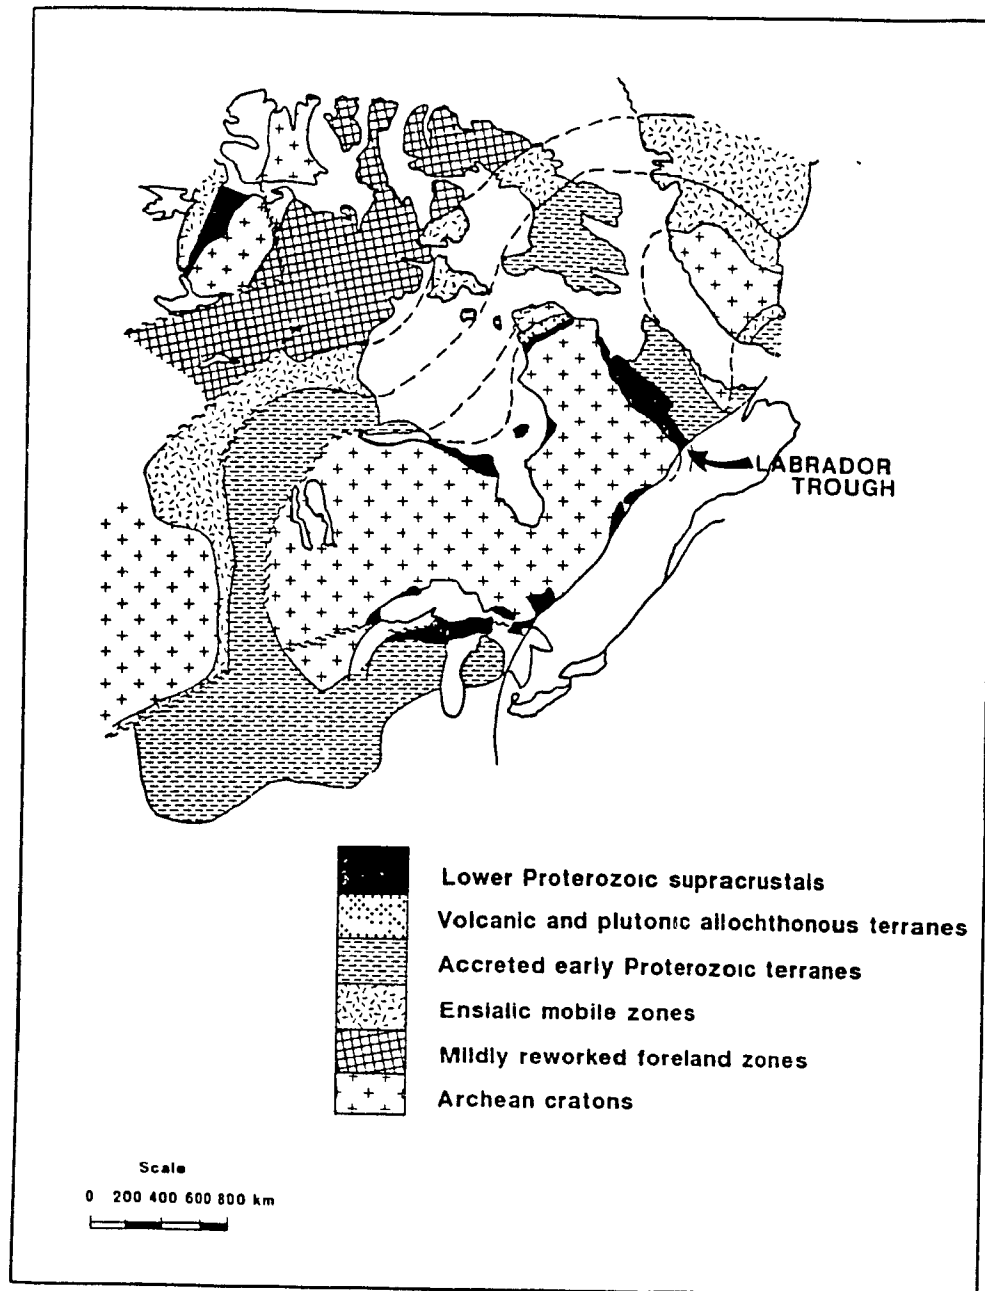 LABRADOR
TROUGH
Lower Proterozoic supracrustals
Volcanic and plutonic allochthonous terranes
Accreted early Proterozoic terranes
Ensialic mobile zones
Mildly reworked foreland zones
Archean cratons
Scale
0 200 400 600 800 km